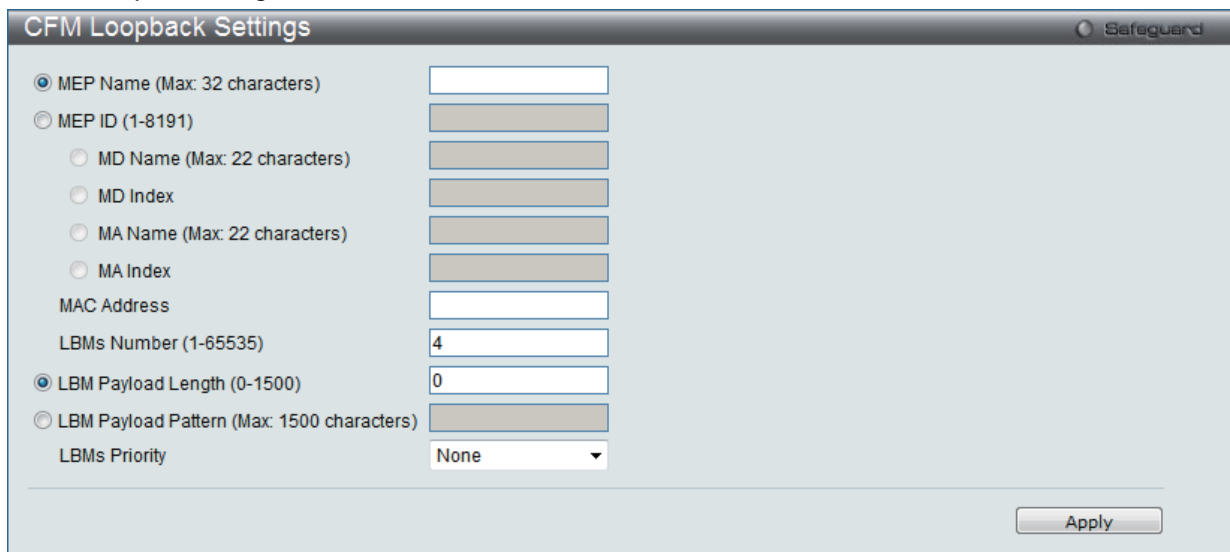 CFM Loopback Settings
Safeguard
MEP Name (Max: 32 characters)
MEP ID (1-8191)
MD Name (Max: 22 characters)
MD Index
MA Name (Max: 22 characters)
MA Index
MAC Address
LBMs Number (1-65535) 4
LBM Payload Length (0-1500) 0
LBM Payload Pattern (Max: 1500 characters)
LBMs Priority None
Apply